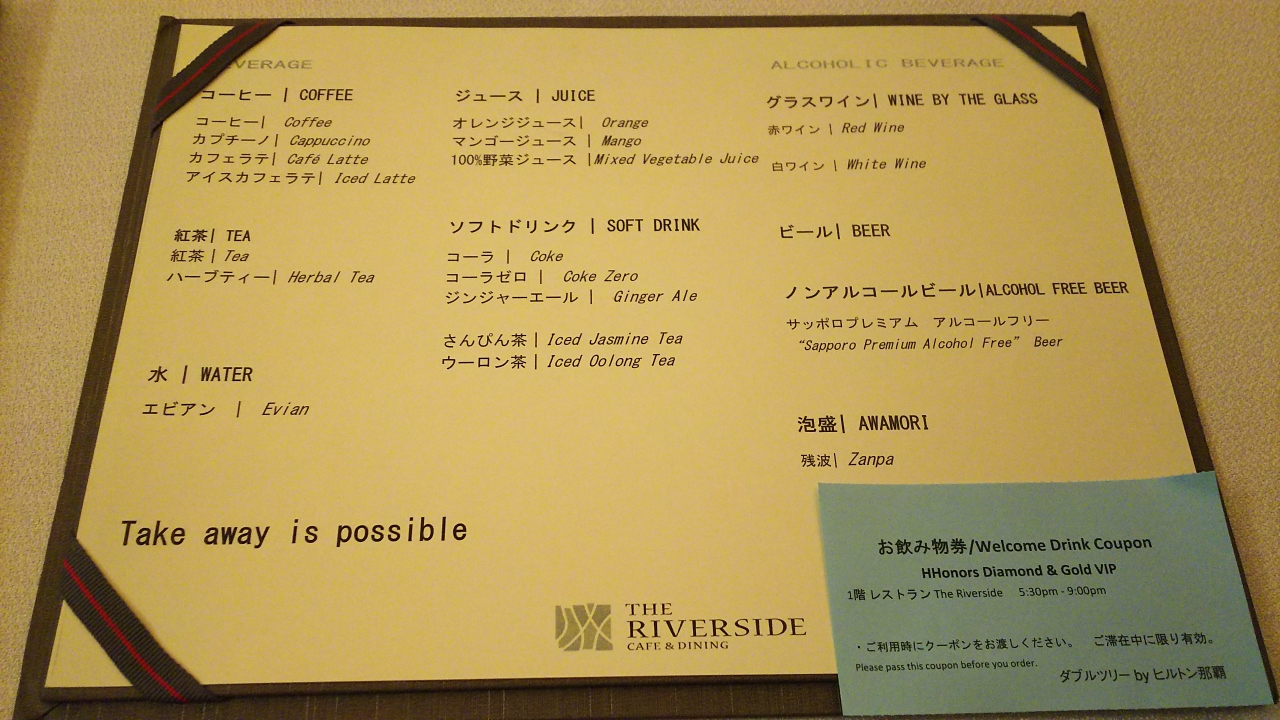 BEVERAGE
コーヒー | COFFEE
コーヒー| Coffee
カプチーノ| Cappuccino
カフェラテ| Café Latte
アイスカフェラテ| Iced Latte
紅茶| TEA
紅茶 | Tea
ハーブティー| Herbal Tea
水 | WATER
エビアン | Evian
Take away is possible
ジュース | JUICE
オレンジジュース| Orange
マンゴージュース | Mango
100%野菜ジュース |Mixed Vegetable Juice
ソフトドリンク | SOFT DRINK
コーラ | Coke
コーラゼロ | Coke Zero
ジンジャーエール | Ginger Ale
さんぴん茶 | Iced Jasmine Tea
ウーロン茶 | Iced Oolong Tea
ALCOHOLIC BEVERAGE
グラスワイン| WINE BY THE GLASS
赤ワイン | Red Wine
白ワイン | White Wine
ビール| BEER
ノンアルコールビール|ALCOHOL FREE BEER
サッポロプレミアム アルコールフリー
“Sapporo Premium Alcohol Free” Beer
泡盛| AWAMORI
残波| Zanpa
THE
RIVERSIDE
CAFE & DINING
お飲み物券/Welcome Drink Coupon
HHonors Diamond & Gold VIP
1階 レストラン The Riverside 5:30pm - 9:00pm
・ご利用時にクーポンをお渡しください。 ご滞在中に限り有効。
Please pass this coupon before you order.
ダブルツリー by ヒルトン那覇